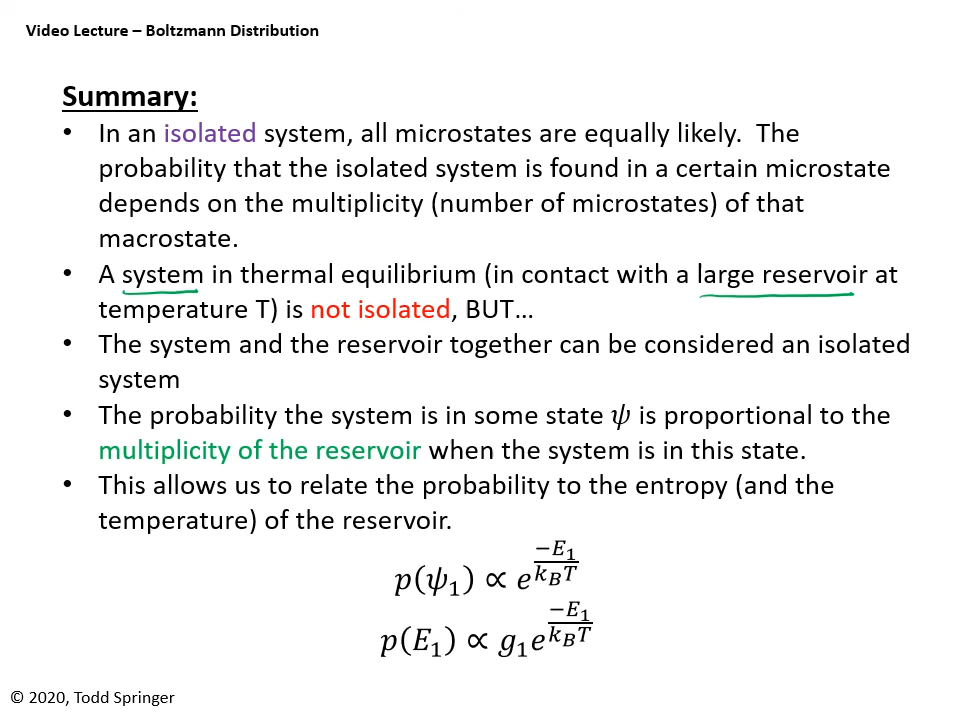 Video Lecture – Boltzmann Distribution
Summary:
• In an isolated system, all microstates are equally likely. The
probability that the isolated system is found in a certain microstate
depends on the multiplicity (number of microstates) of that
macrostate.
• A system in thermal equilibrium (in contact with a large reservoir at
temperature T) is not isolated, BUT…
• The system and the reservoir together can be considered an isolated
system
• The probability the system is in some state ψ is proportional to the
multiplicity of the reservoir when the system is in this state.
• This allows us to relate the probability to the entropy (and the
temperature) of the reservoir.
p(ψ₁) ∝ e^(−E₁/(k_B T))
p(E₁) ∝ g₁e^(−E₁/(k_B T))
© 2020, Todd Springer